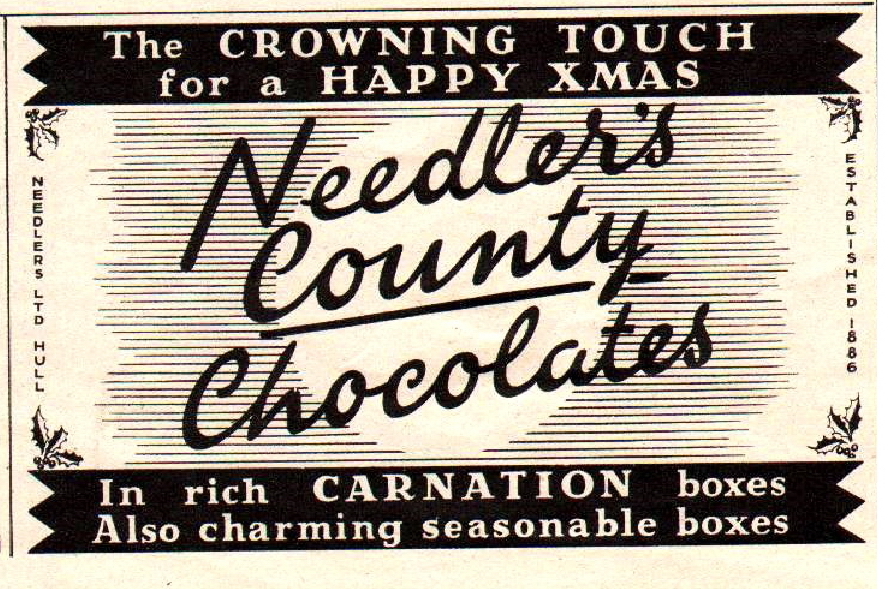 The CROWNING TOUCH
for a HAPPY XMAS
Needler's
County
Chocolates
NEEDLERS LTD HULL
ESTABLISHED 1886
In rich CARNATION boxes
Also charming seasonable boxes